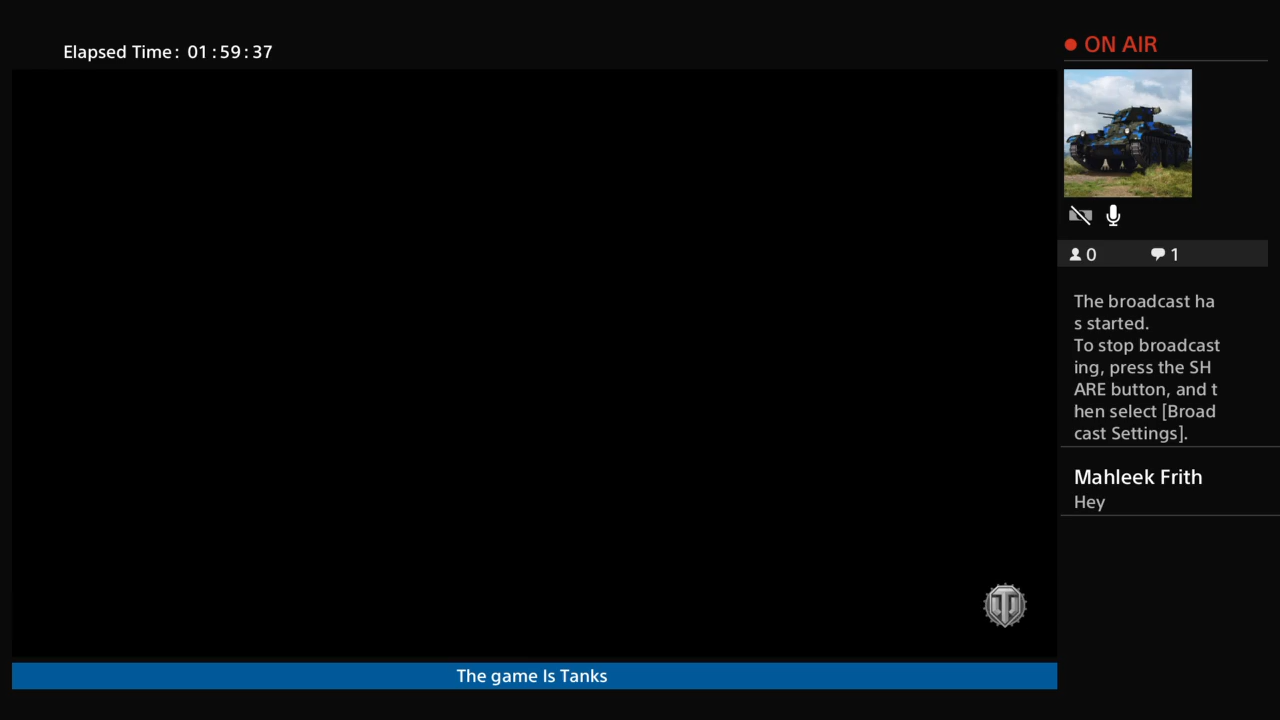 Elapsed Time: 01:59:37
ON AIR
0
1
The broadcast ha
s started.
To stop broadcast
ing, press the SH
ARE button, and t
hen select [Broad
cast Settings].
Mahleek Frith
Hey
The game Is Tanks